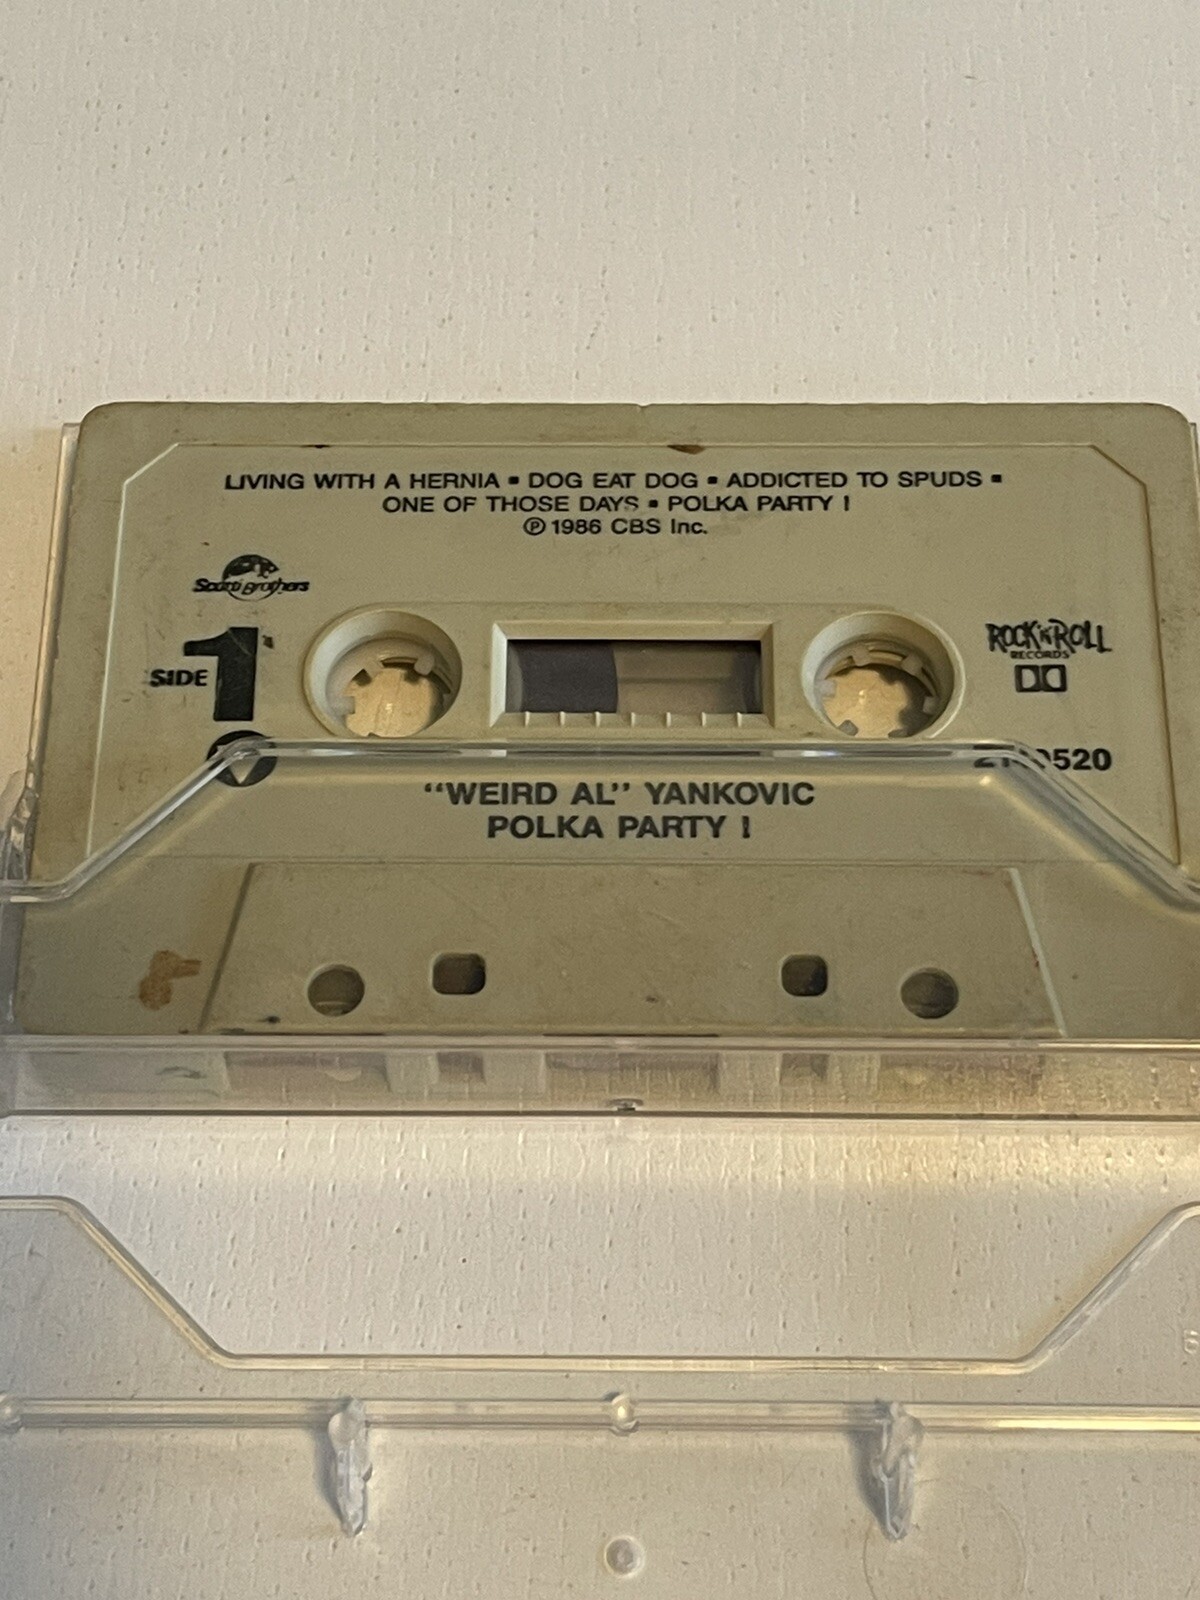 LIVING WITH A HERNIA ▪ DOG EAT DOG ▪ ADDICTED TO SPUDS ▪
ONE OF THOSE DAYS ▪ POLKA PARTY !
Ⓟ 1986 CBS Inc.
Scotti Brothers
ROCK 'N' ROLL
RECORDS
SIDE 1
"WEIRD AL" YANKOVIC
POLKA PARTY !